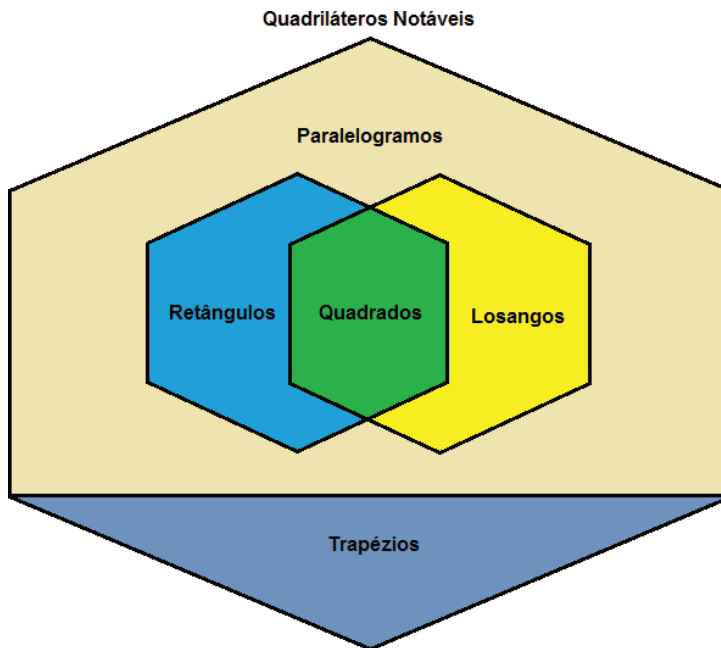 Quadriláteros Notáveis
Paralelogramos
Retângulos
Quadrados
Losangos
Trapézios